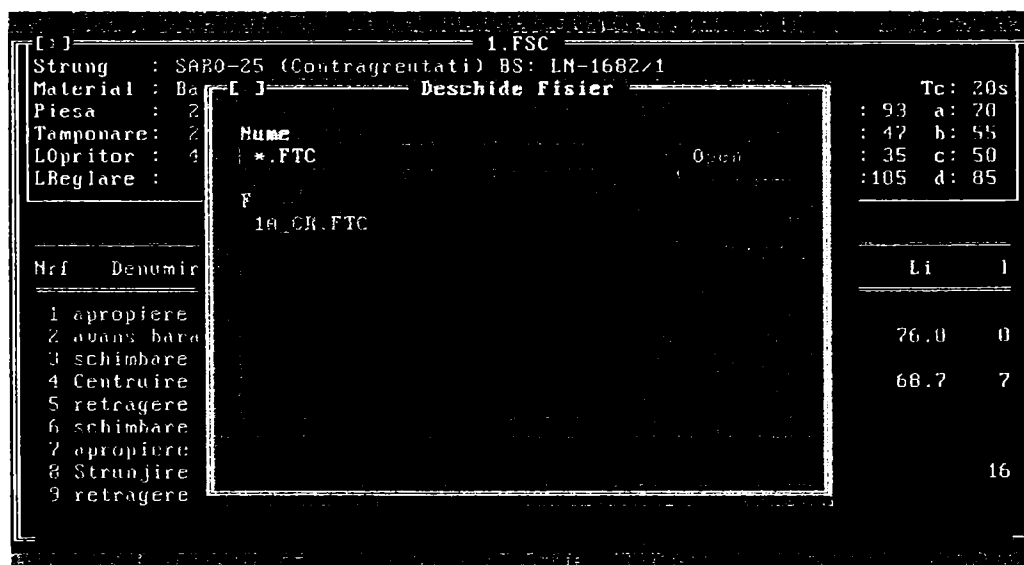 1.FSC
Strung : SARO-25 (Contragreutati) BS: LN-1682/1
Material : Ba Tc: 20s
Piesa : 2 : 93 a: 70
Tamponare: 2 : 47 b: 55
LOpritor : 4 : 35 c: 50
LReglare : :105 d: 85
Deschide Fisier
Nume
*.FTC Open
F
Nrf Denumir Li l
1 apropiere
2 avans bara 76.0 0
3 schimbare
4 Centruire 68.7 7
5 retragere
6 schimbare
7 apropiere
8 Strunjire 16
9 retragere